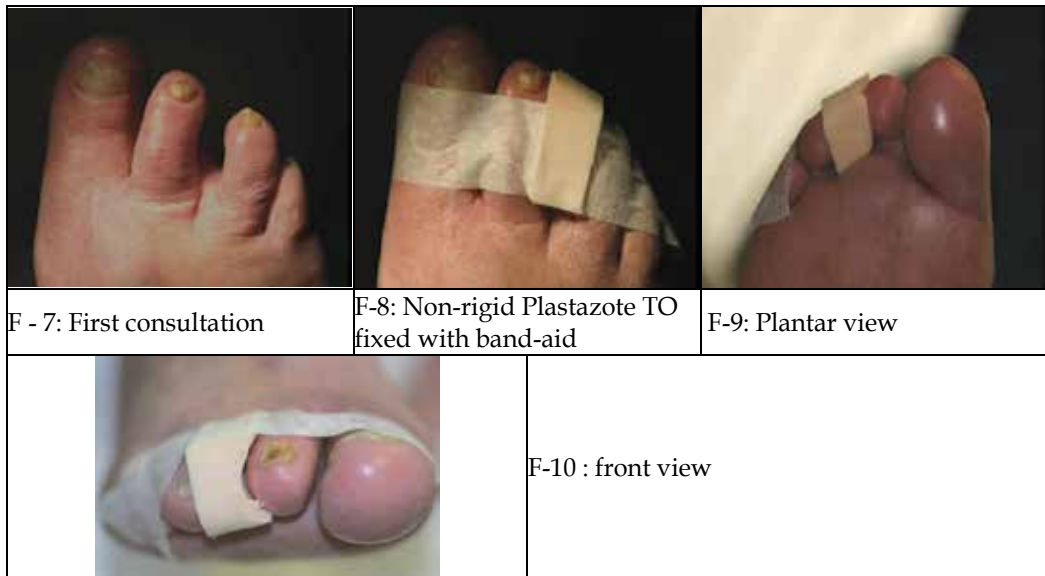 F - 7: First consultation
F-8: Non-rigid Plastazote TO
fixed with band-aid
F-9: Plantar view
F-10 : front view